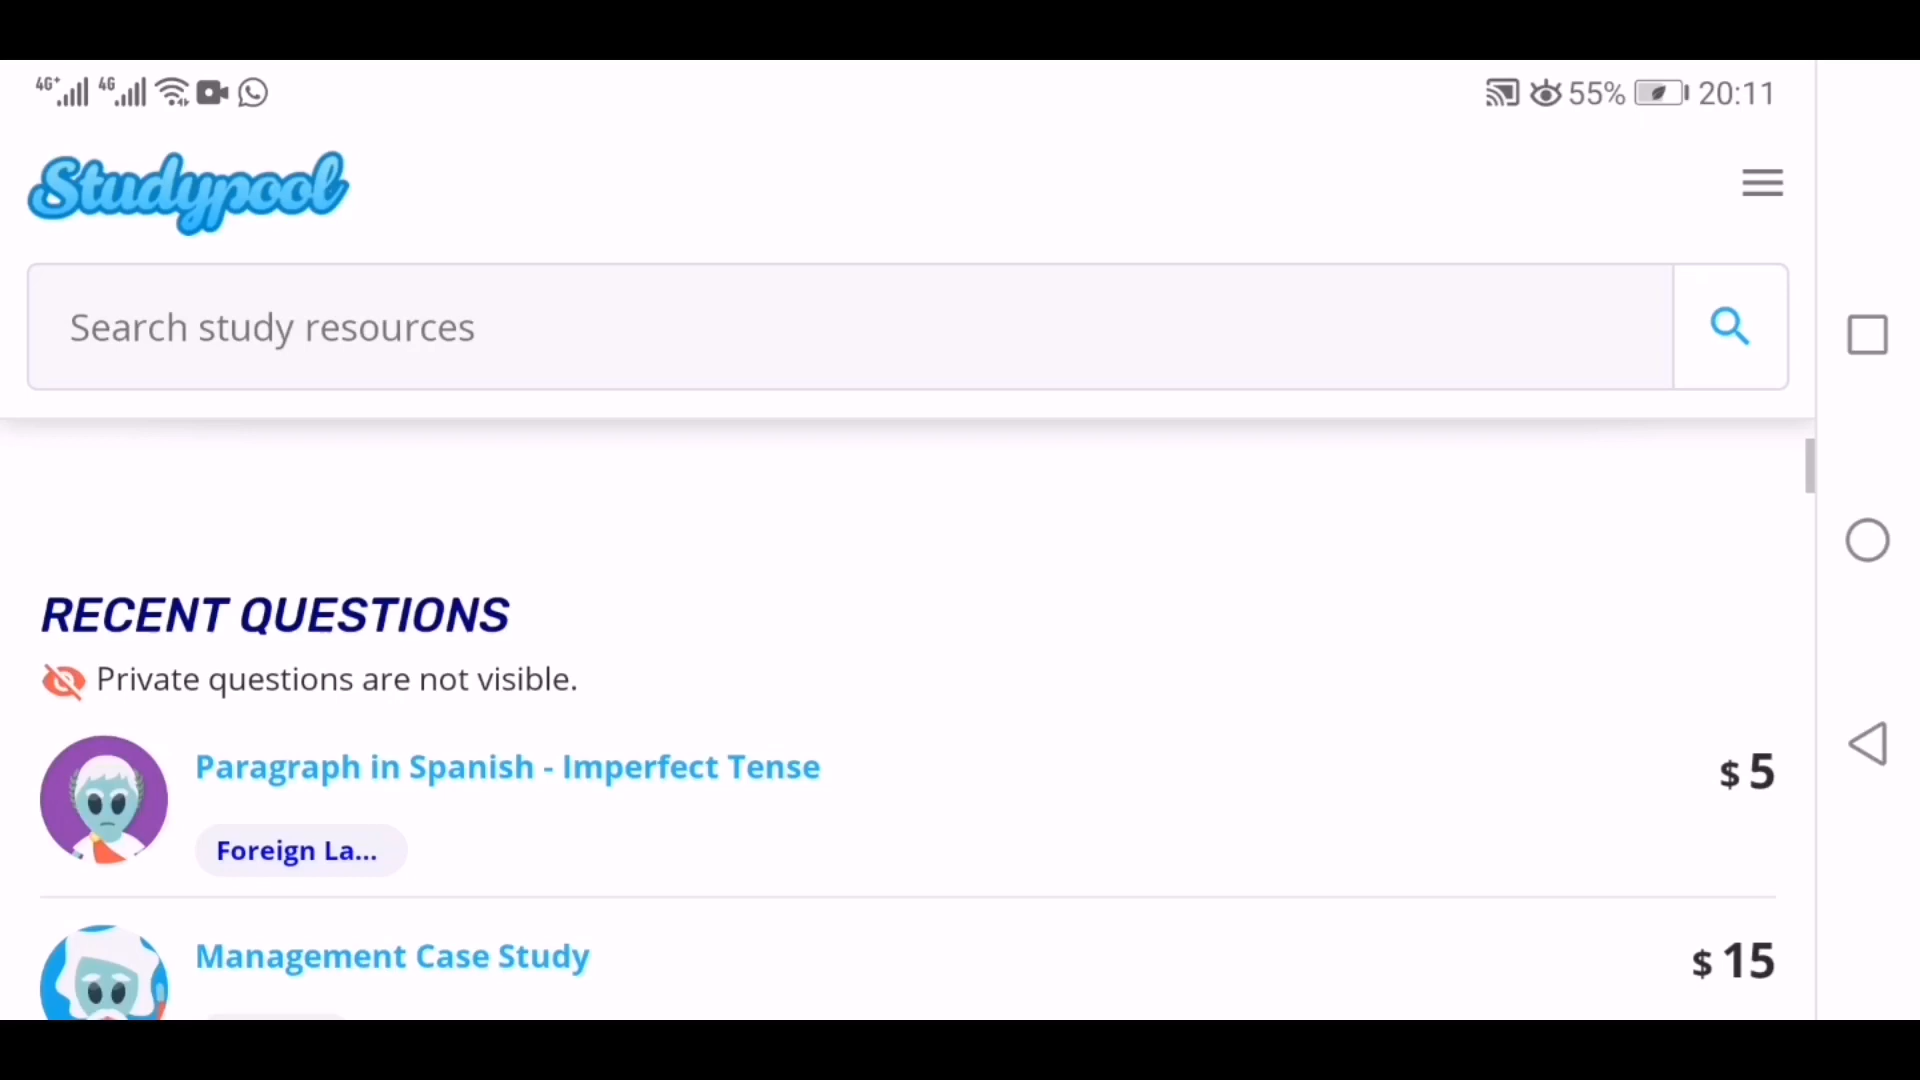 4G+ 4G 55% 20:11
Studypool
Search study resources
RECENT QUESTIONS
Private questions are not visible.
Paragraph in Spanish - Imperfect Tense $ 5
Foreign La...
Management Case Study $ 15